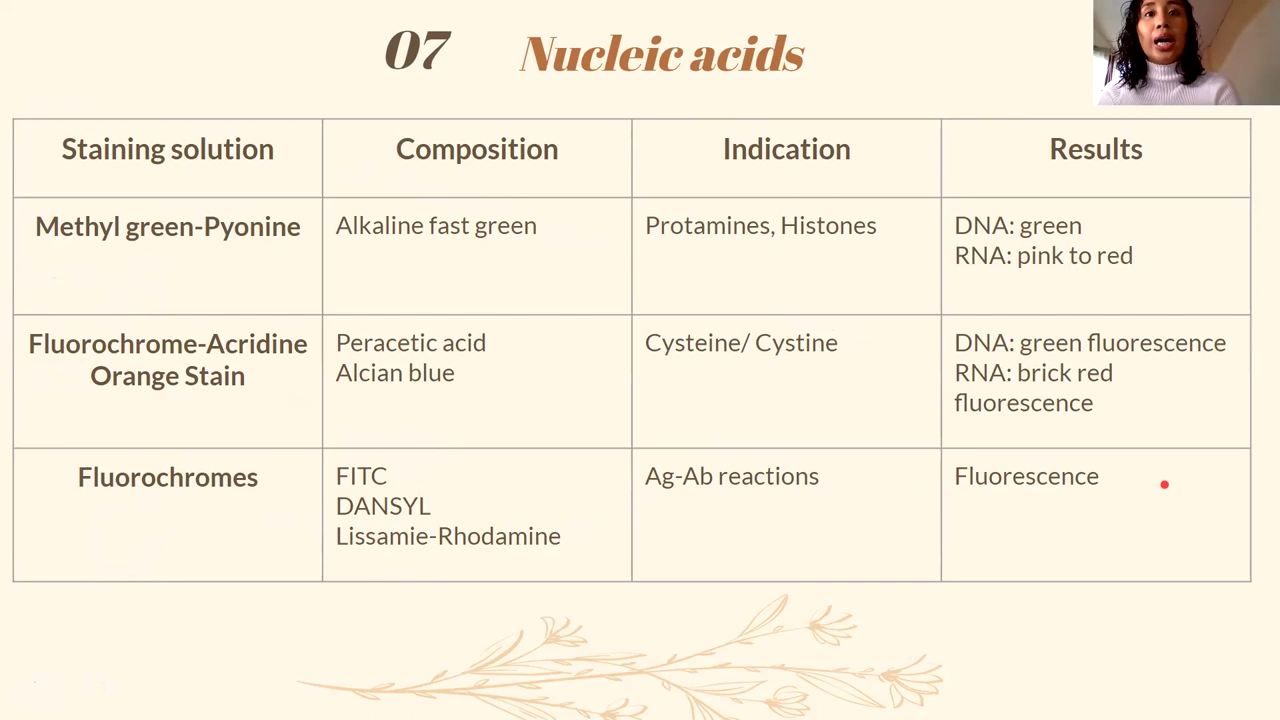 07 Nucleic acids
Staining solution Composition Indication Results
Methyl green-Pyonine Alkaline fast green Protamines, Histones DNA: green
RNA: pink to red
Fluorochrome-Acridine Peracetic acid Cysteine/ Cystine DNA: green fluorescence
Orange Stain Alcian blue RNA: brick red
fluorescence
Fluorochromes FITC Ag-Ab reactions Fluorescence
DANSYL
Lissamie-Rhodamine